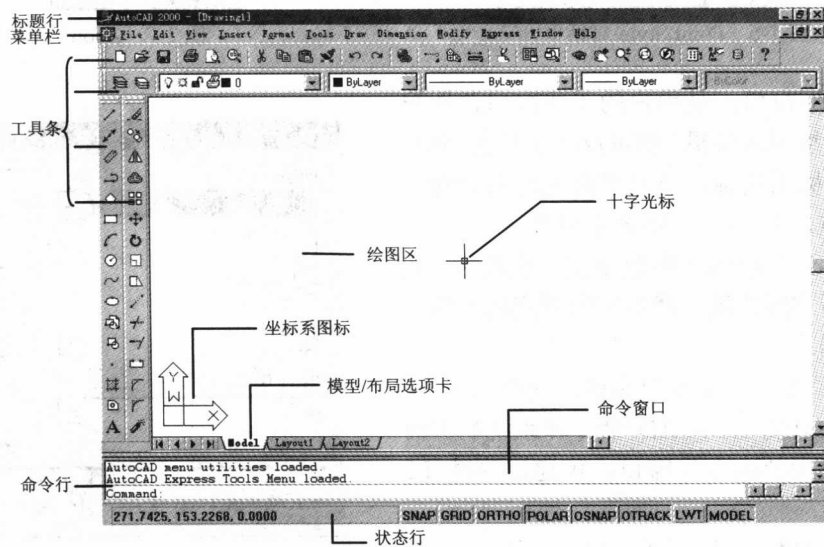 标题行
AutoCAD 2000 - [Drawing1]
菜单栏
File Edit View Insert Format Tools Draw Dimension Modify Express Window Help
0 ByLayer ByLayer ByLayer ByColor
工具条
十字光标
绘图区
坐标系图标
Y
W
X
模型/布局选项卡
命令窗口
Model Layout1 Layout2
AutoCAD menu utilities loaded
AutoCAD Express Tools Menu loaded
命令行
Command:
271.7425, 153.2268, 0.0000 SNAP GRID ORTHO POLAR OSNAP OTRACK LWT MODEL
状态行